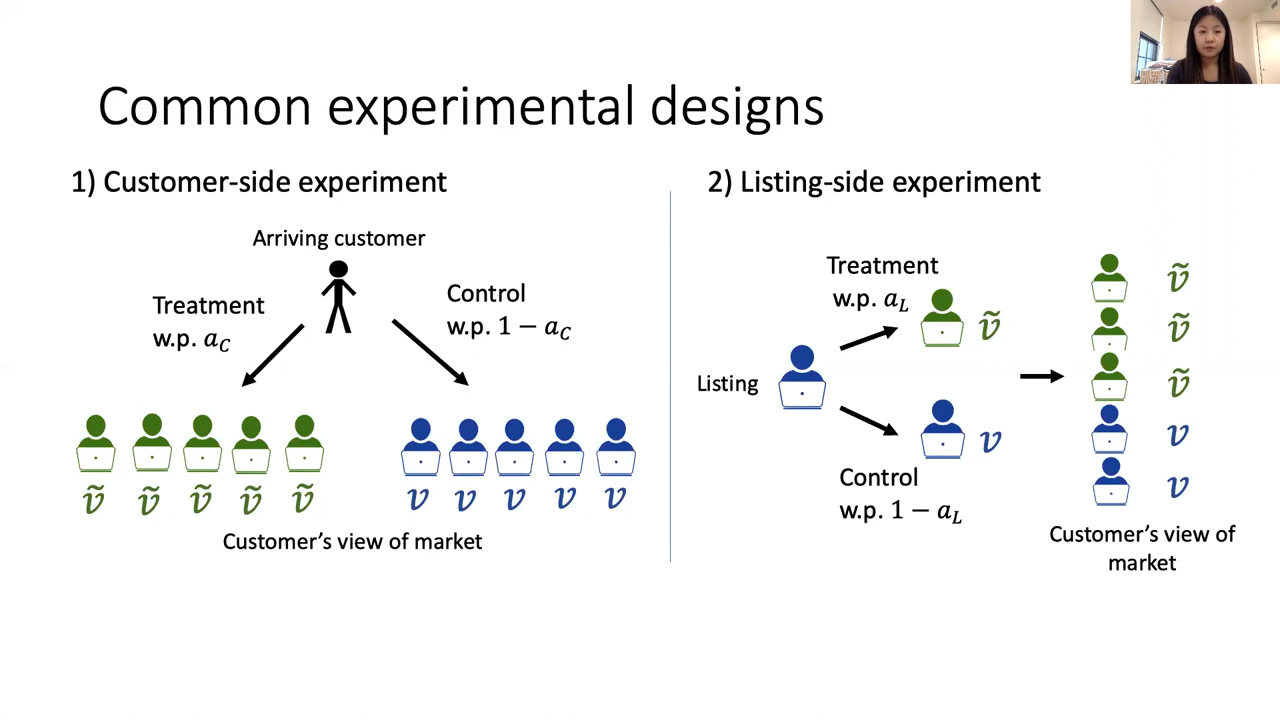 Common experimental designs
1) Customer-side experiment
Arriving customer
Treatment
w.p. a_C
Control
w.p. 1 − a_C
ṽ ṽ ṽ ṽ ṽ
v v v v v
Customer’s view of market
2) Listing-side experiment
Treatment
w.p. a_L
ṽ
Listing
v
Control
w.p. 1 − a_L
ṽ
ṽ
ṽ
v
v
Customer’s view of
market